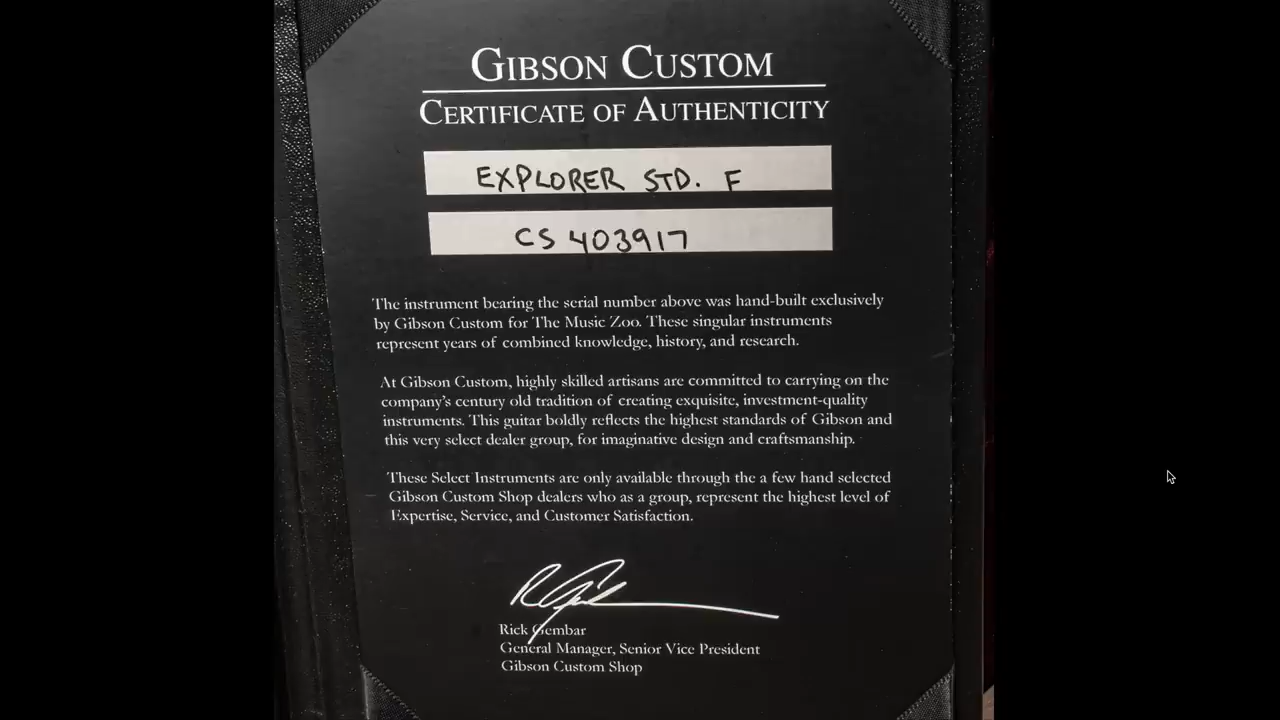 GIBSON CUSTOM
CERTIFICATE OF AUTHENTICITY
EXPLORER STD. F
CS 403917
The instrument bearing the serial number above was hand-built exclusively
by Gibson Custom for The Music Zoo. These singular instruments
represent years of combined knowledge, history, and research.
At Gibson Custom, highly skilled artisans are committed to carrying on the
company's century old tradition of creating exquisite, investment-quality
instruments. This guitar boldly reflects the highest standards of Gibson and
this very select dealer group, for imaginative design and craftsmanship.
These Select Instruments are only available through the a few hand selected
Gibson Custom Shop dealers who as a group, represent the highest level of
Expertise, Service, and Customer Satisfaction.
Rick Gembar
General Manager, Senior Vice President
Gibson Custom Shop